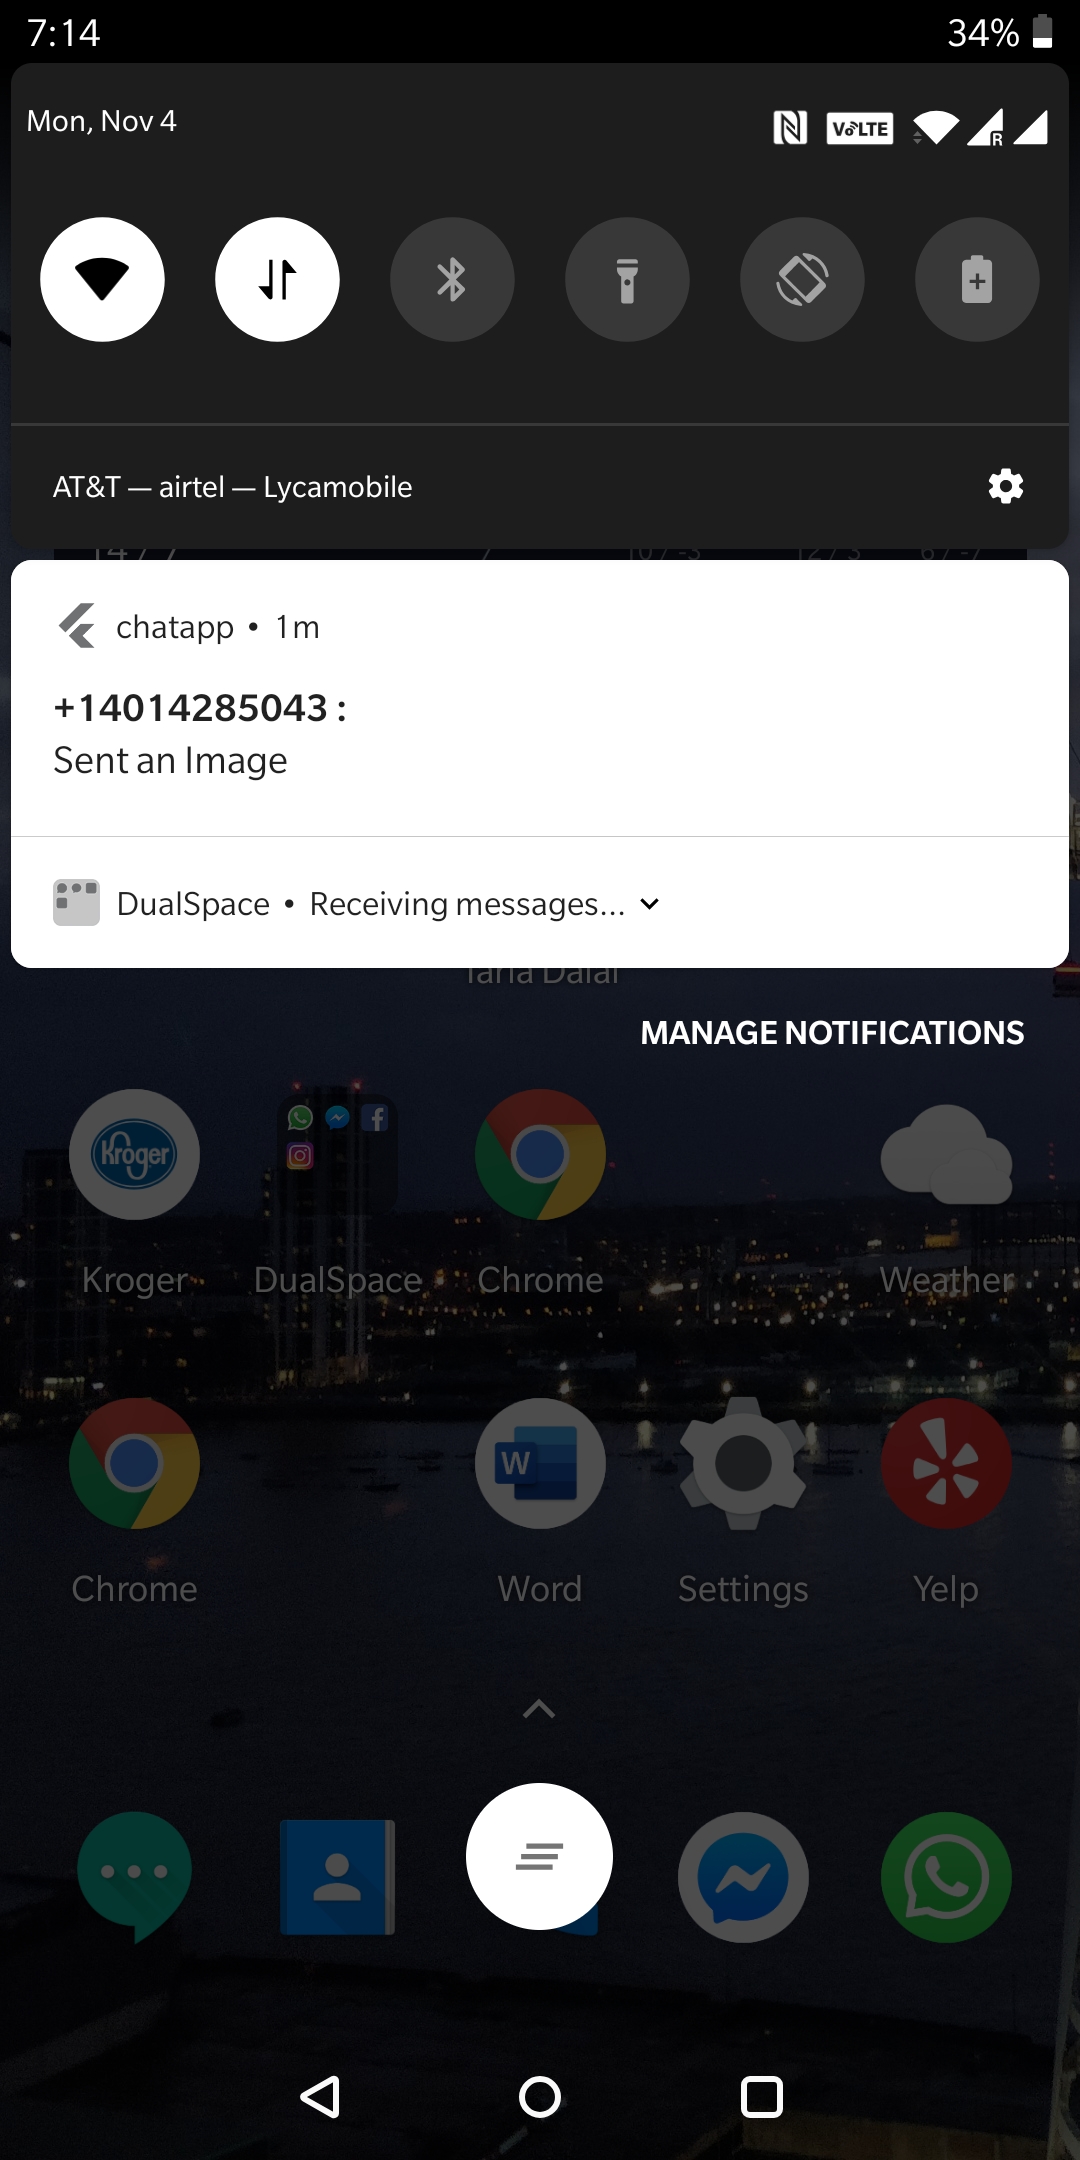 7:14 34%
Mon, Nov 4 VoLTE R
AT&T — airtel — Lycamobile
chatapp • 1m
+14014285043 :
Sent an Image
DualSpace • Receiving messages...
Dalal
MANAGE NOTIFICATIONS
Kroger
Kroger DualSpace Chrome Weather
W
Chrome Word Settings Yelp